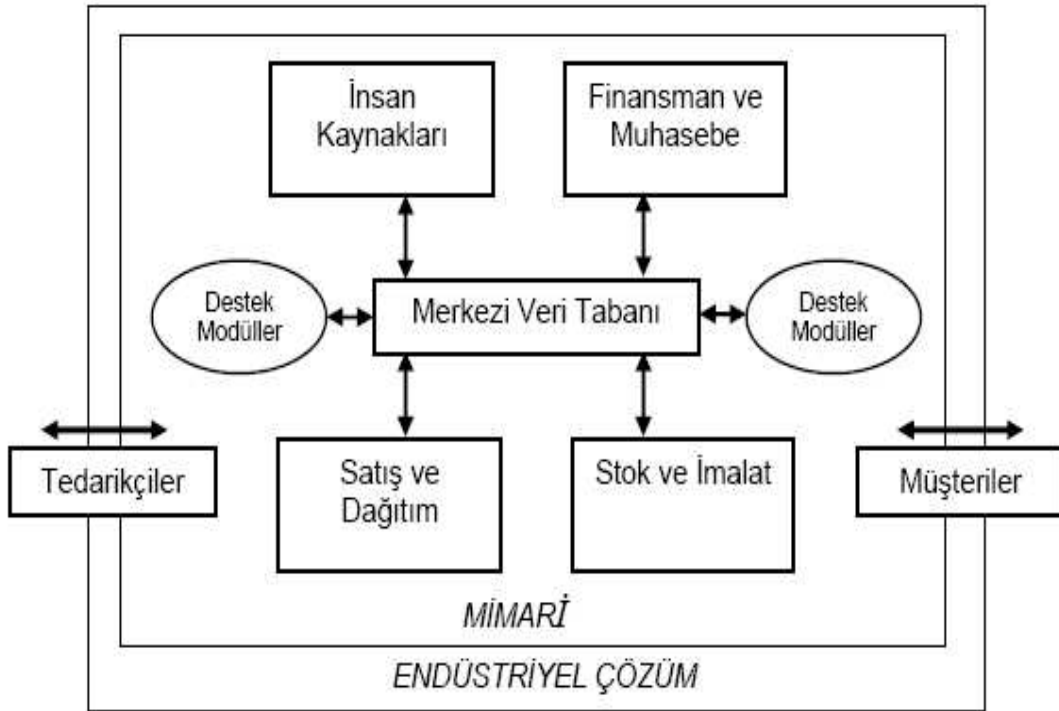 İnsan
Kaynakları
Finansman ve
Muhasebe
Destek
Modüller
Merkezi Veri Tabanı
Destek
Modüller
Tedarikçiler
Satış ve
Dağıtım
Stok ve İmalat
Müşteriler
MİMARİ
ENDÜSTRİYEL ÇÖZÜM